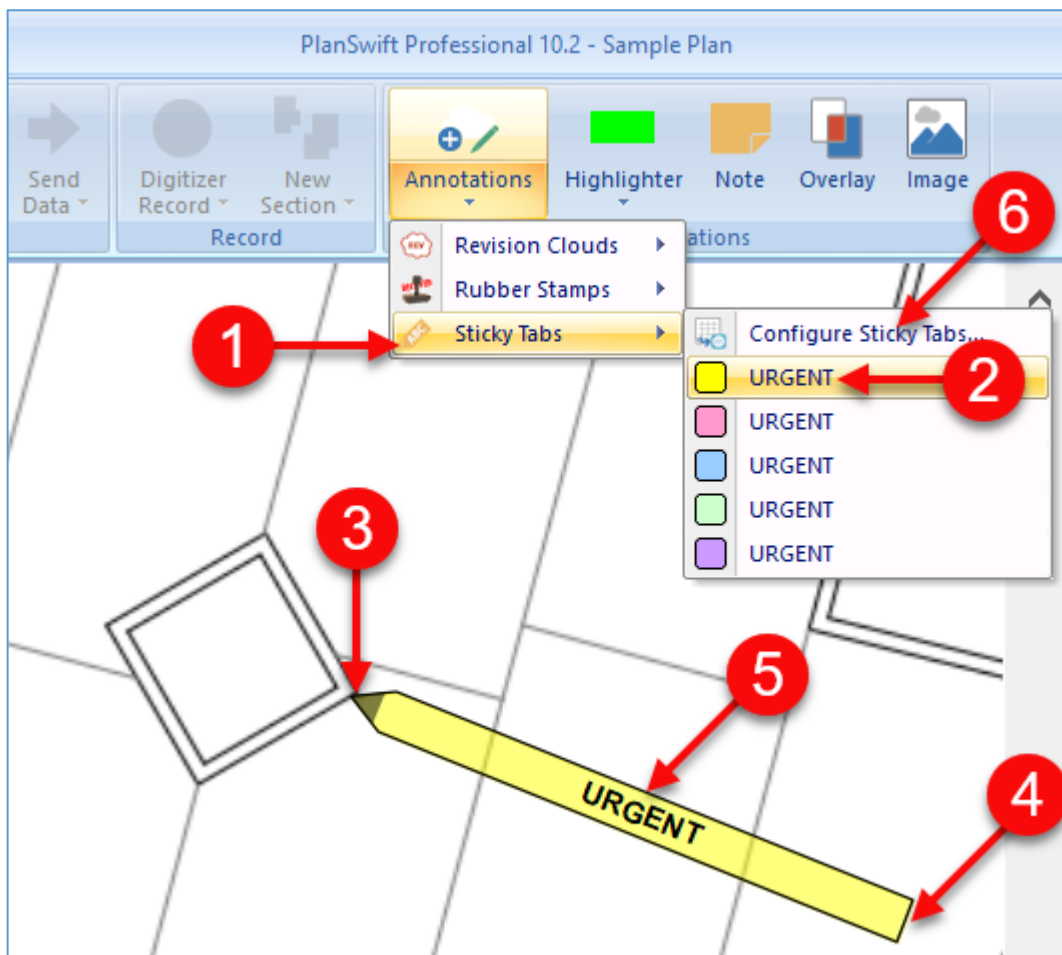 PlanSwift Professional 10.2 - Sample Plan
Send Data
Digitizer Record
New Section
Annotations
Highlighter
Note
Overlay
Image
Record
ations
6
REV
Revision Clouds
Rubber Stamps
1
Sticky Tabs
Configure Sticky Tabs...
URGENT
2
URGENT
URGENT
URGENT
URGENT
3
5
URGENT
4